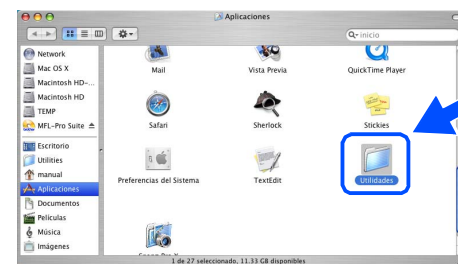 Aplicaciones
Q- inicio
Network
Mac OS X
Macintosh HD-...
Macintosh HD
TEMP
MFL-Pro Suite
Escritorio
Utilities
manual
Aplicaciones
Documentos
Películas
Música
Imágenes
Mail
Vista Previa
QuickTime Player
Safari
Sherlock
Stickies
Preferencias del Sistema
TextEdit
Utilidades
1 de 27 seleccionado, 11.33 GB disponibles